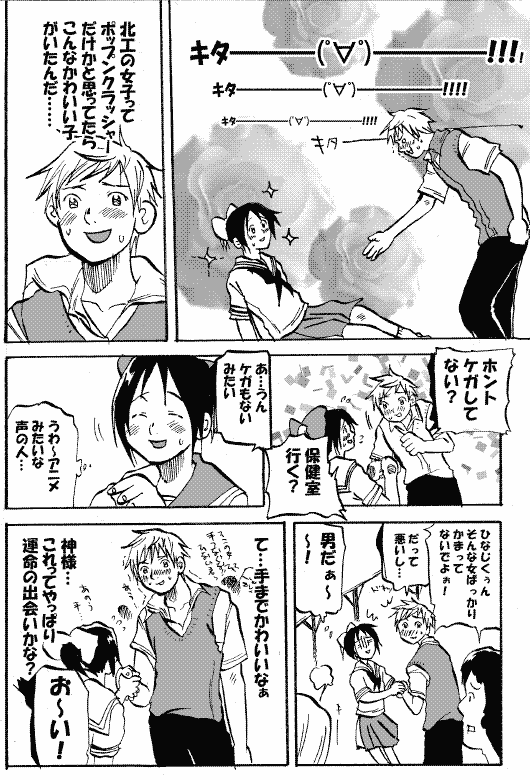 キタ━━━━━(゚∀゚)━━━━━!!!!
キタ━━━━━(゚∀゚)━━━━━!!!!
キタ━━━━━(゚∀゚)━━━━━!!!!
キタ━━
北工の女子って
ポップンクラッシャー
だけかと思ってたら
こんなかわいい子
がいたんだ……
ホント
ケガして
ない?
保健室
行く?
あ…うん
ケガもない
みたい
うわ〜アニメ
みたいな
声の人…
ひなじくぅん
そんな女ばっかり
かまって
ないでよぉ!
だって
悪いし…
男だぁ〜
〜!
て…手までかわいいなぁ
神様…
これってやっぱり
運命の出会いかな?
お〜い!